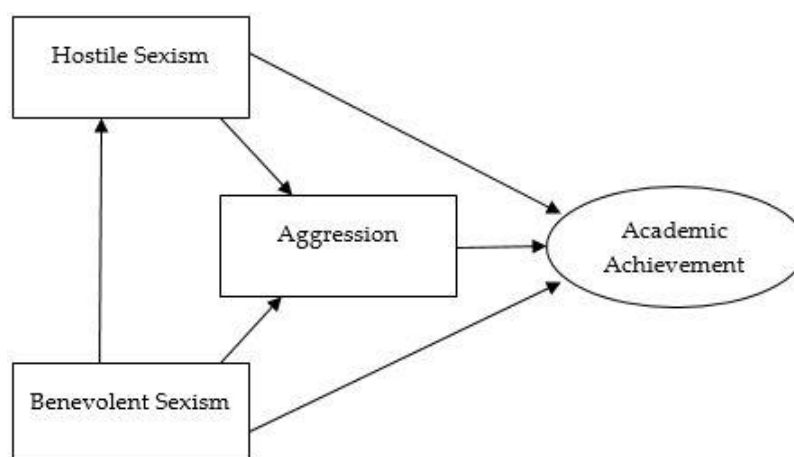 Hostile Sexism
Aggression
Academic
Achievement
Benevolent Sexism